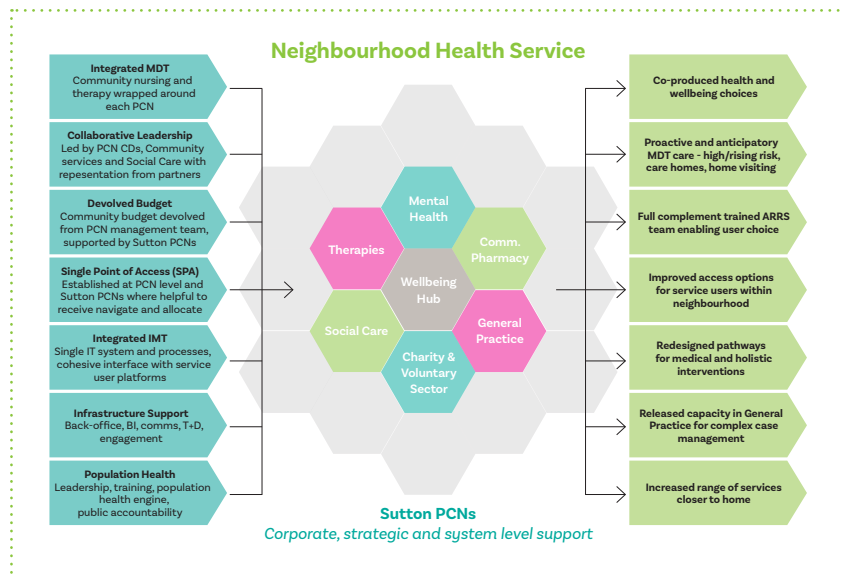 Neighbourhood Health Service
Integrated MDT
Community nursing and
therapy wrapped around
each PCN
Collaborative Leadership
Led by PCN CDs, Community
services and Social Care with
repesentation from partners
Devolved Budget
Community budget devolved
from PCN management team,
supported by Sutton PCNs
Single Point of Access (SPA)
Established at PCN level and
Sutton PCNs where helpful to
receive navigate and allocate
Integrated IMT
Single IT system and processes,
cohesive interface with service
user platforms
Infrastructure Support
Back-office, BI, comms, T+D,
engagement
Population Health
Leadership, training, population
health engine,
public accountability
Mental
Health
Therapies
Comm.
Pharmacy
Wellbeing
Hub
Social Care
General
Practice
Charity &
Voluntary
Sector
Co-produced health and
wellbeing choices
Proactive and anticipatory
MDT care - high/rising risk,
care homes, home visiting
Full complement trained ARRS
team enabling user choice
Improved access options
for service users within
neighbourhood
Redesigned pathways
for medical and holistic
interventions
Released capacity in General
Practice for complex case
management
Increased range of services
closer to home
Sutton PCNs
Corporate, strategic and system level support